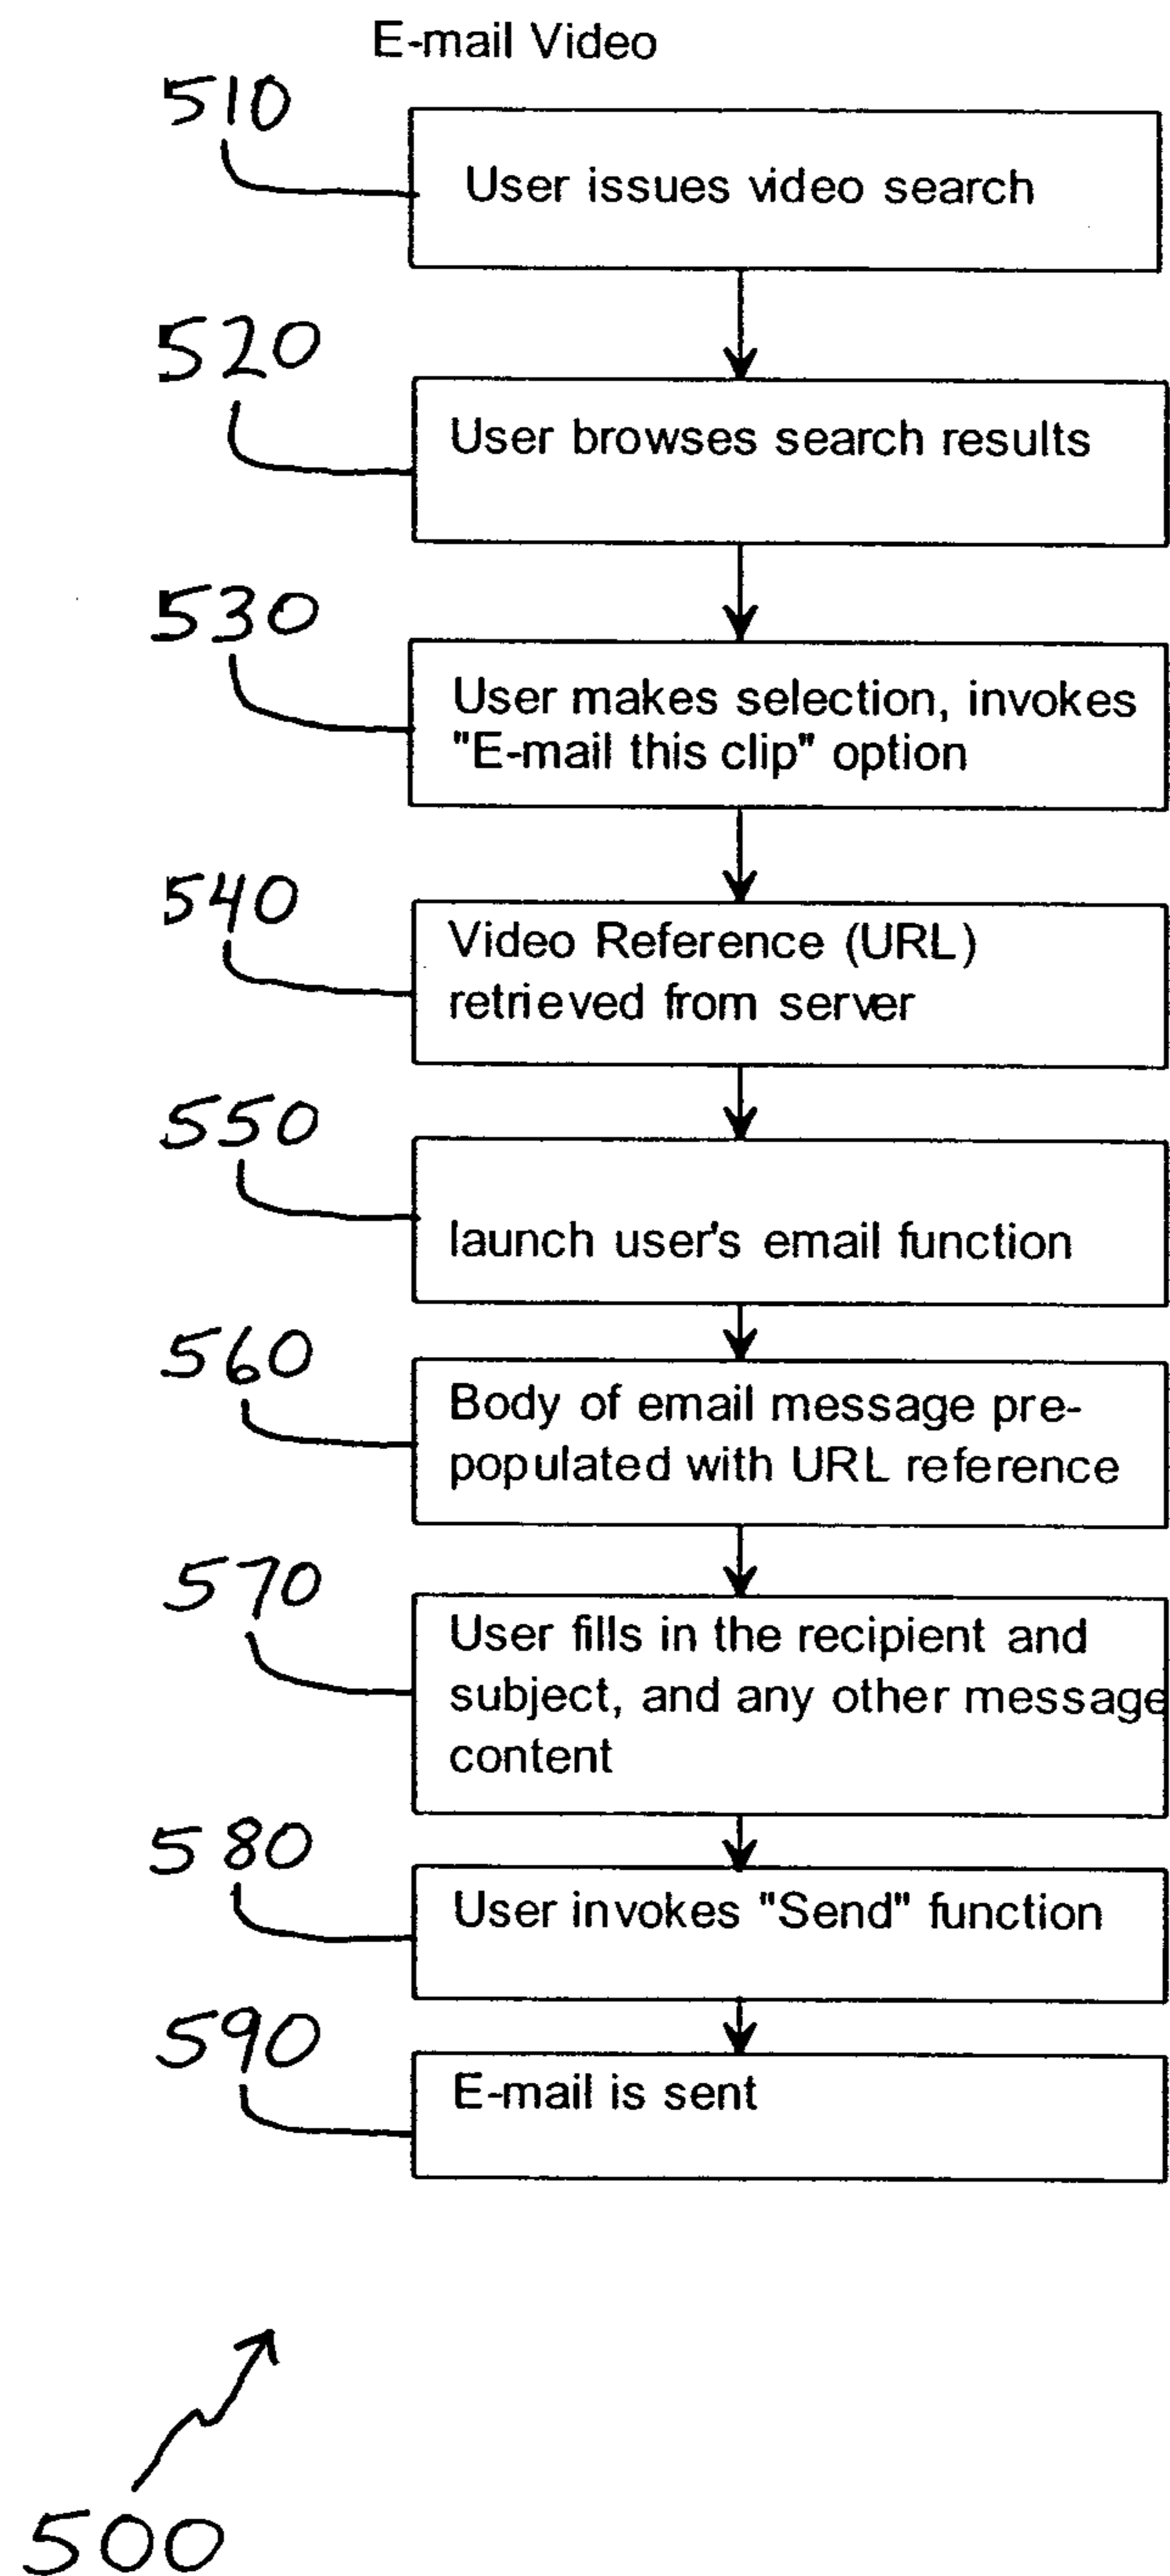 E-mail Video
510
User issues video search
520
User browses search results
530
User makes selection, invokes
"E-mail this clip" option
540
Video Reference (URL)
retrieved from server
550
launch user's email function
560
Body of email message pre-
populated with URL reference
570
User fills in the recipient and
subject, and any other message
content
580
User invokes "Send" function
590
E-mail is sent
500